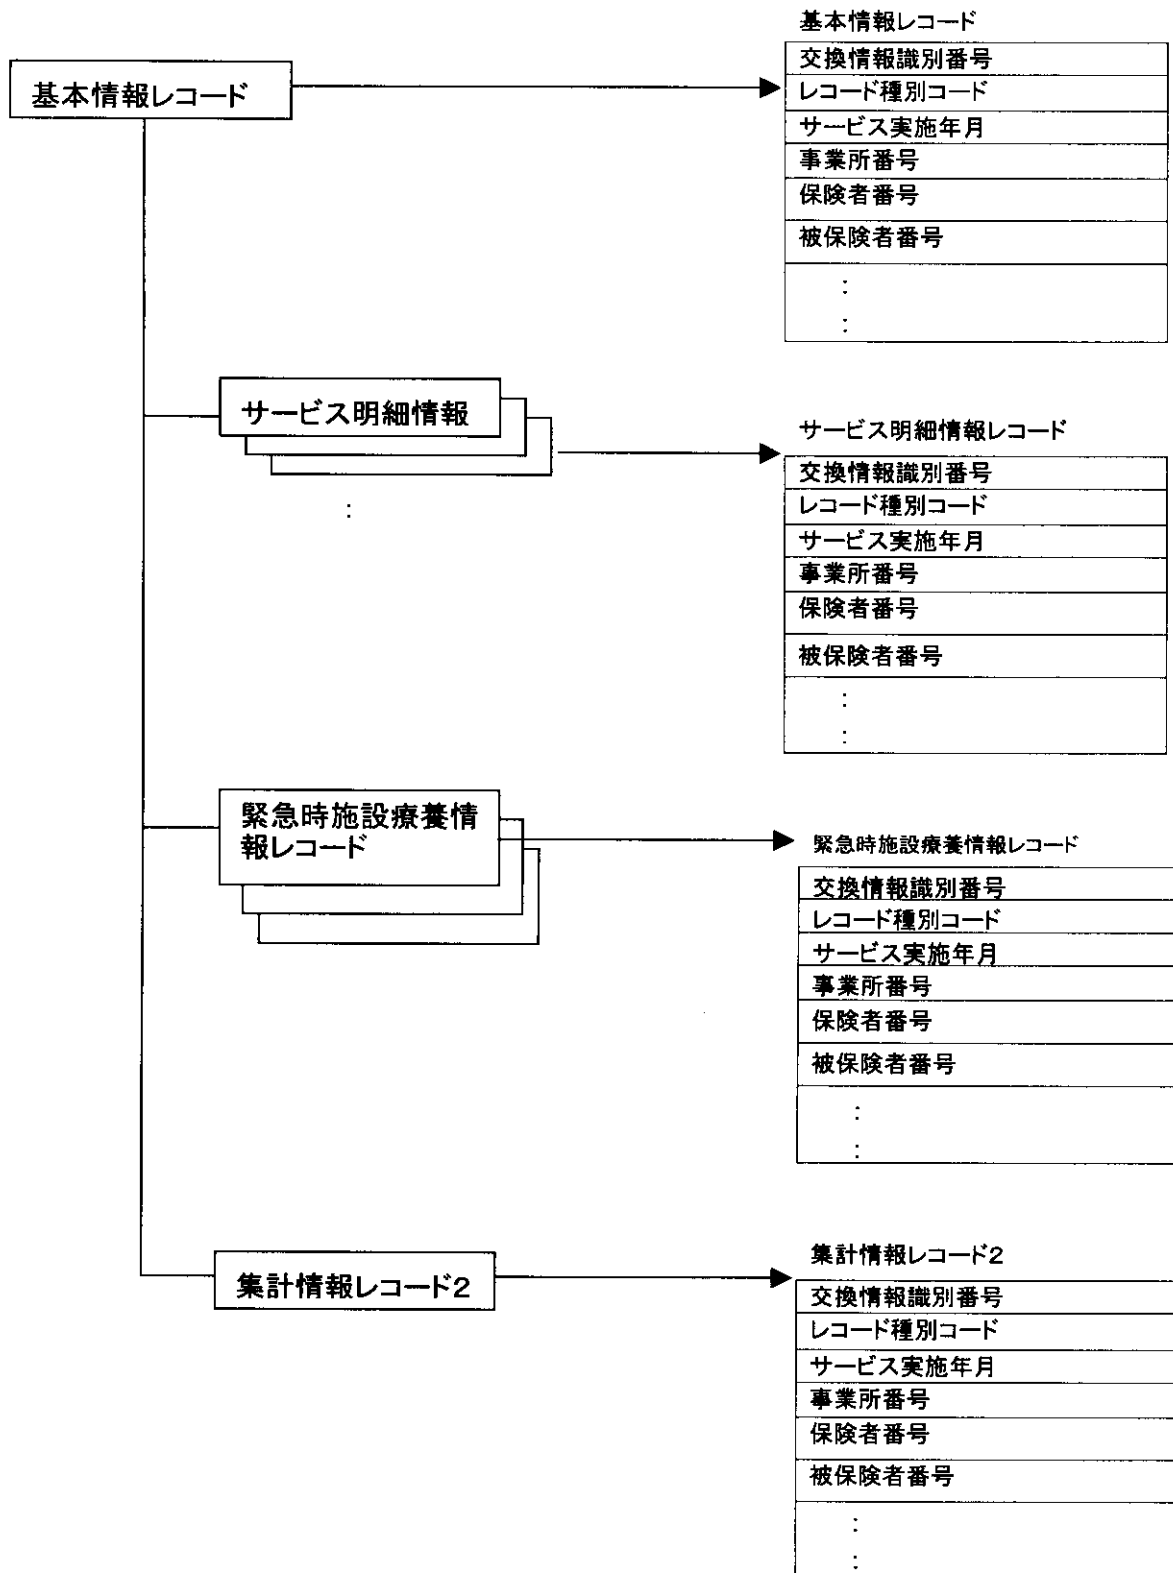 基本情報レコード
基本情報レコード
交換情報識別番号
レコード種別コード
サービス実施年月
事業所番号
保険者番号
被保険者番号
:
:
サービス明細情報
:
サービス明細情報レコード
交換情報識別番号
レコード種別コード
サービス実施年月
事業所番号
保険者番号
被保険者番号
:
:
緊急時施設療養情
報レコード
緊急時施設療養情報レコード
交換情報識別番号
レコード種別コード
サービス実施年月
事業所番号
保険者番号
被保険者番号
:
:
集計情報レコード2
集計情報レコード2
交換情報識別番号
レコード種別コード
サービス実施年月
事業所番号
保険者番号
被保険者番号
:
: